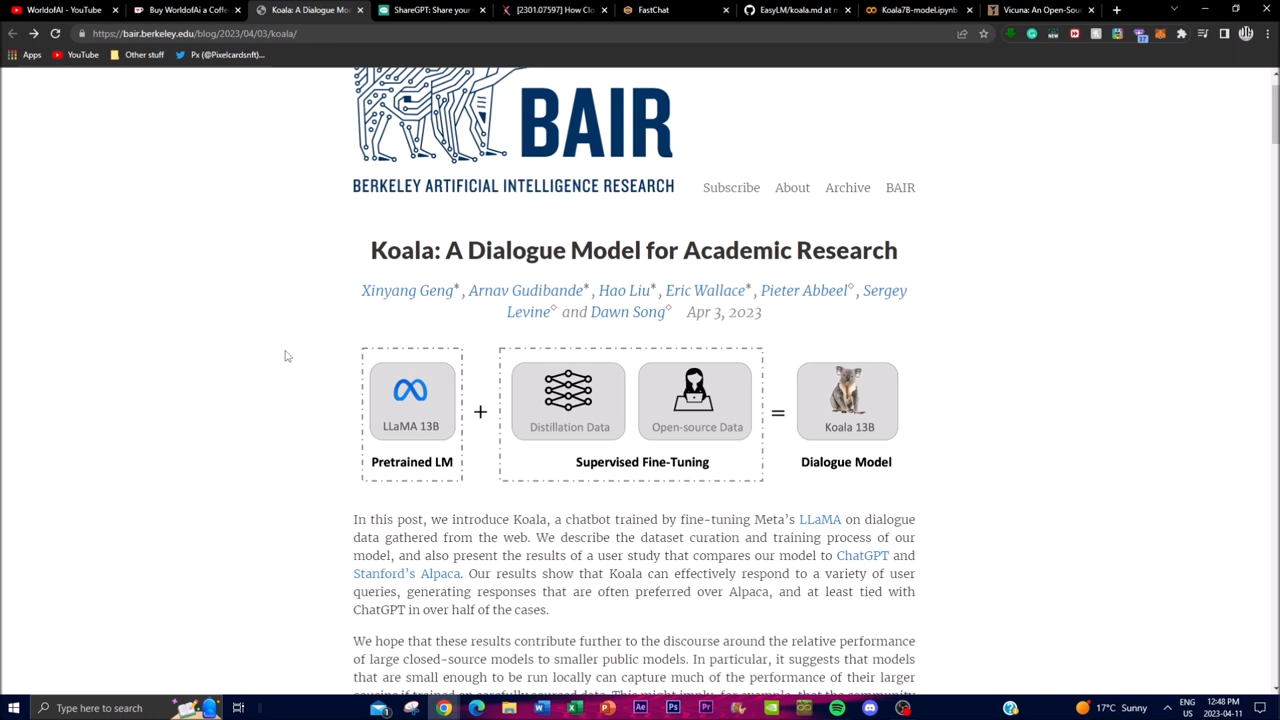 WorldofAI - YouTube
Buy WorldofAi a Coffe
Koala: A Dialogue Mode
ShareGPT: Share your
[2301.07597] How Clo
FastChat
EasyLM/koala.md at m
Koala7B-model.ipynb
Vicuna: An Open-Sou
https://bair.berkeley.edu/blog/2023/04/03/koala/
Apps
YouTube
Other stuff
Px (@Pixelcardsnft)...
BAIR
BERKELEY ARTIFICIAL INTELLIGENCE RESEARCH
Subscribe About Archive BAIR
Koala: A Dialogue Model for Academic Research
Xinyang Geng*, Arnav Gudibande*, Hao Liu*, Eric Wallace*, Pieter Abbeel◇, Sergey
Levine◇ and Dawn Song◇ Apr 3, 2023
LLaMA 13B
+
Distillation Data
Open-source Data
=
Koala 13B
Pretrained LM
Supervised Fine-Tuning
Dialogue Model
In this post, we introduce Koala, a chatbot trained by fine-tuning Meta's LLaMA on dialogue
data gathered from the web. We describe the dataset curation and training process of our
model, and also present the results of a user study that compares our model to ChatGPT and
Stanford's Alpaca. Our results show that Koala can effectively respond to a variety of user
queries, generating responses that are often preferred over Alpaca, and at least tied with
ChatGPT in over half of the cases.
We hope that these results contribute further to the discourse around the relative performance
of large closed-source models to smaller public models. In particular, it suggests that models
that are small enough to be run locally can capture much of the performance of their larger
Type here to search
17°C Sunny
ENG
US
12:48 PM
2023-04-11